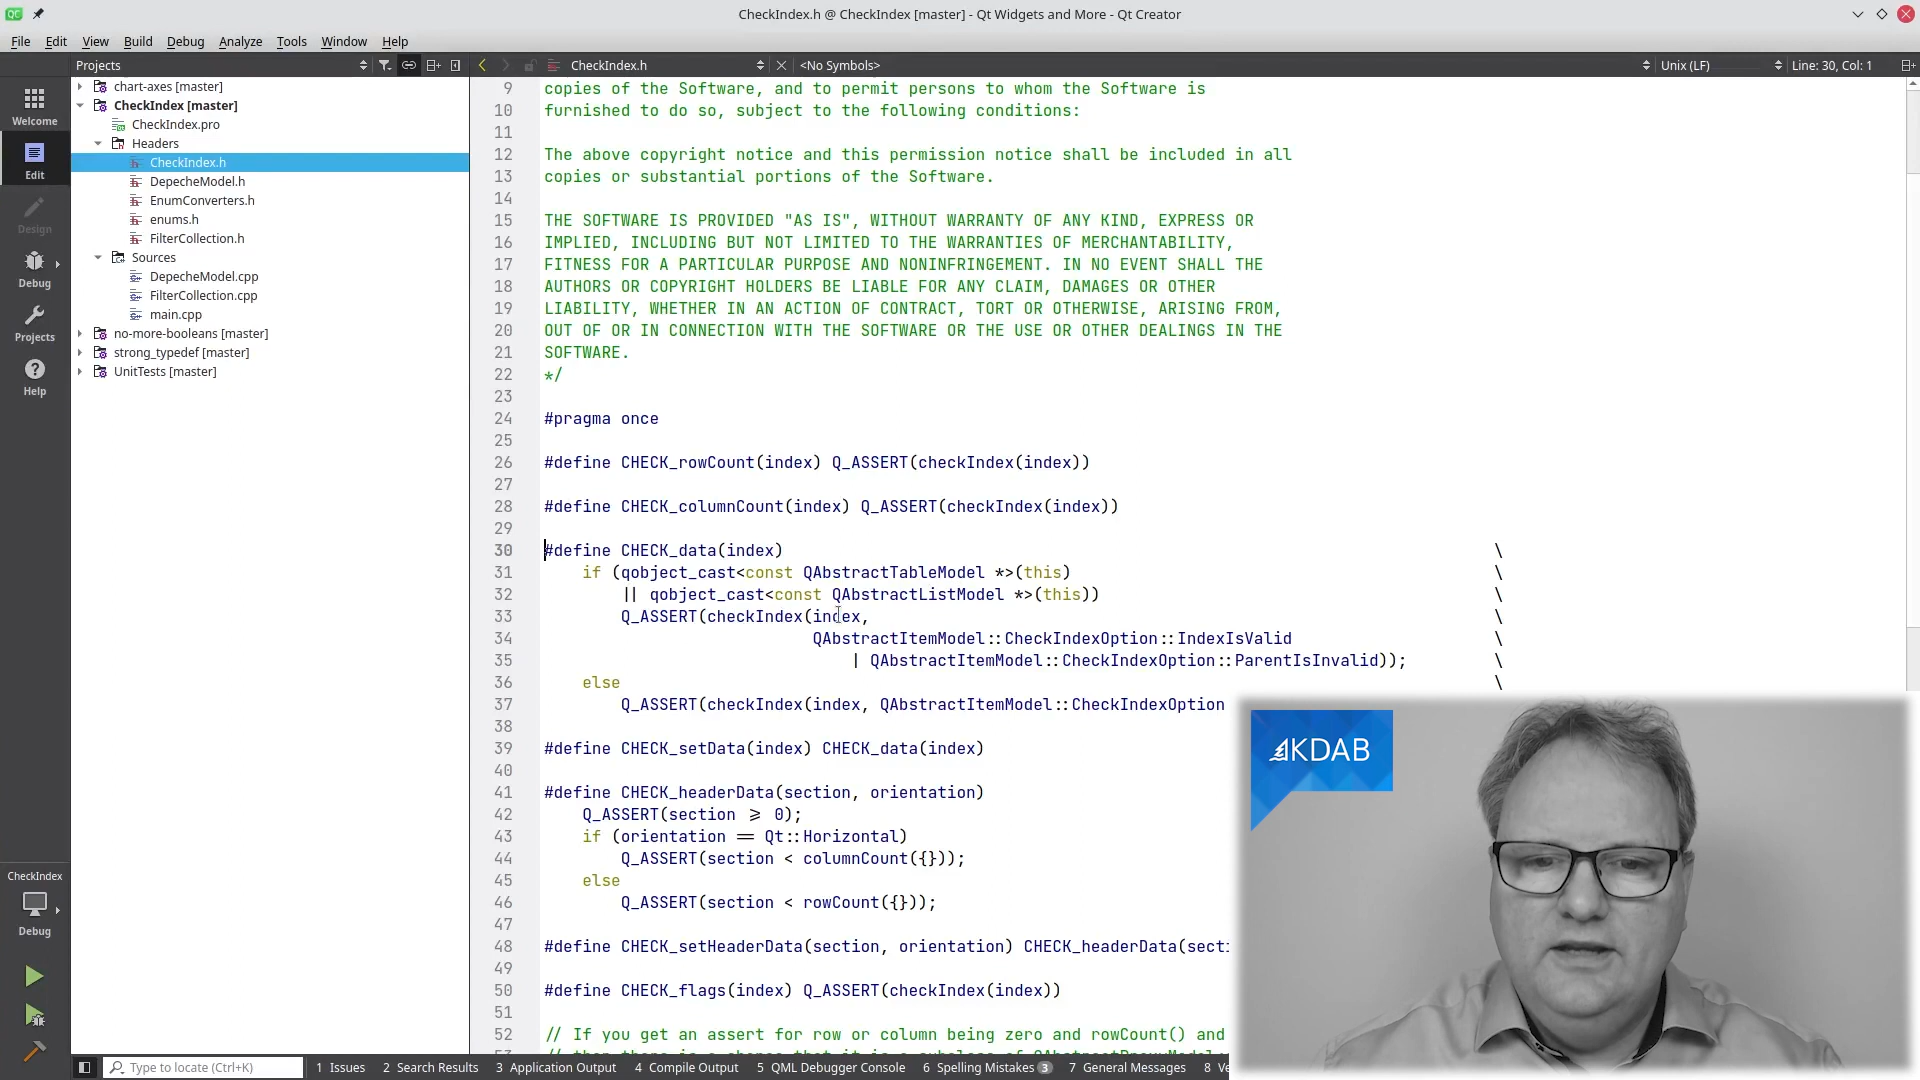 CheckIndex.h @ CheckIndex [master] - Qt Widgets and More - Qt Creator
File Edit View Build Debug Analyze Tools Window Help
Projects
CheckIndex.h
<No Symbols>
Unix (LF)
Line: 30, Col: 1
Welcome
Edit
Design
Debug
Projects
Help
CheckIndex
Debug
chart-axes [master]
CheckIndex [master]
CheckIndex.pro
Headers
CheckIndex.h
DepecheModel.h
EnumConverters.h
enums.h
FilterCollection.h
Sources
DepecheModel.cpp
FilterCollection.cpp
main.cpp
no-more-booleans [master]
strong_typedef [master]
UnitTests [master]
9 copies of the Software, and to permit persons to whom the Software is
10 furnished to do so, subject to the following conditions:
11
12 The above copyright notice and this permission notice shall be included in all
13 copies or substantial portions of the Software.
14
15 THE SOFTWARE IS PROVIDED "AS IS", WITHOUT WARRANTY OF ANY KIND, EXPRESS OR
16 IMPLIED, INCLUDING BUT NOT LIMITED TO THE WARRANTIES OF MERCHANTABILITY,
17 FITNESS FOR A PARTICULAR PURPOSE AND NONINFRINGEMENT. IN NO EVENT SHALL THE
18 AUTHORS OR COPYRIGHT HOLDERS BE LIABLE FOR ANY CLAIM, DAMAGES OR OTHER
19 LIABILITY, WHETHER IN AN ACTION OF CONTRACT, TORT OR OTHERWISE, ARISING FROM,
20 OUT OF OR IN CONNECTION WITH THE SOFTWARE OR THE USE OR OTHER DEALINGS IN THE
21 SOFTWARE.
22 */
23
24 #pragma once
25
26 #define CHECK_rowCount(index) Q_ASSERT(checkIndex(index))
27
28 #define CHECK_columnCount(index) Q_ASSERT(checkIndex(index))
29
30 #define CHECK_data(index) \
31 if (qobject_cast<const QAbstractTableModel *>(this) \
32 || qobject_cast<const QAbstractListModel *>(this)) \
33 Q_ASSERT(checkIndex(index, \
34 QAbstractItemModel::CheckIndexOption::IndexIsValid \
35 | QAbstractItemModel::CheckIndexOption::ParentIsInvalid)); \
36 else \
37 Q_ASSERT(checkIndex(index, QAbstractItemModel::CheckIndexOption
38
39 #define CHECK_setData(index) CHECK_data(index)
40
41 #define CHECK_headerData(section, orientation)
42 Q_ASSERT(section >= 0);
43 if (orientation == Qt::Horizontal)
44 Q_ASSERT(section < columnCount({}));
45 else
46 Q_ASSERT(section < rowCount({}));
47
48 #define CHECK_setHeaderData(section, orientation) CHECK_headerData(secti
49
50 #define CHECK_flags(index) Q_ASSERT(checkIndex(index))
51
52 // If you get an assert for row or column being zero and rowCount() and
KDAB
Type to locate (Ctrl+K)
1 Issues 2 Search Results 3 Application Output 4 Compile Output 5 QML Debugger Console 6 Spelling Mistakes 3 7 General Messages 8 Ve